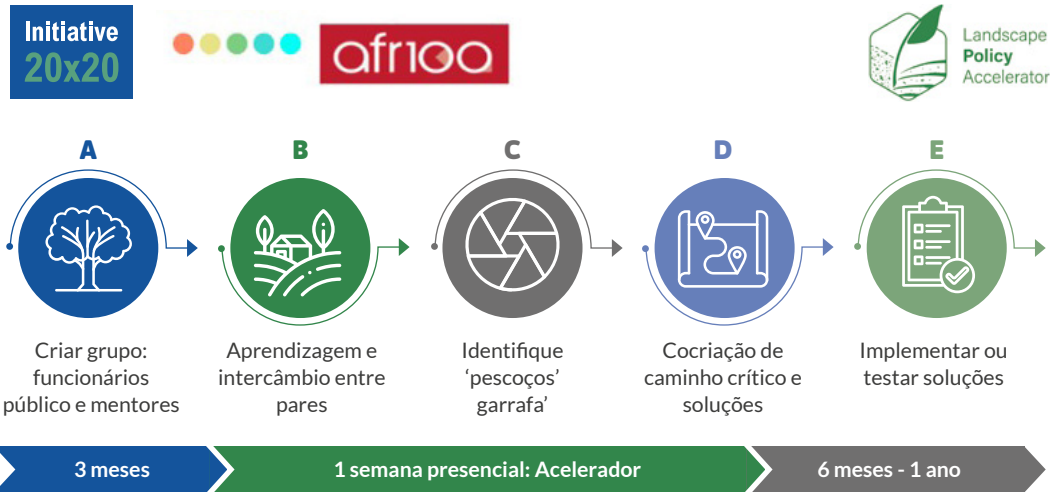 Initiative
20x20
afr100
Landscape
Policy
Accelerator
A
B
C
D
E
Criar grupo:
funcionários
público e mentores
Aprendizagem e
intercâmbio entre
pares
Identifique
‘pescoços’
garrafa’
Cocriação de
caminho crítico e
soluções
Implementar ou
testar soluções
3 meses
1 semana presencial: Acelerador
6 meses - 1 ano